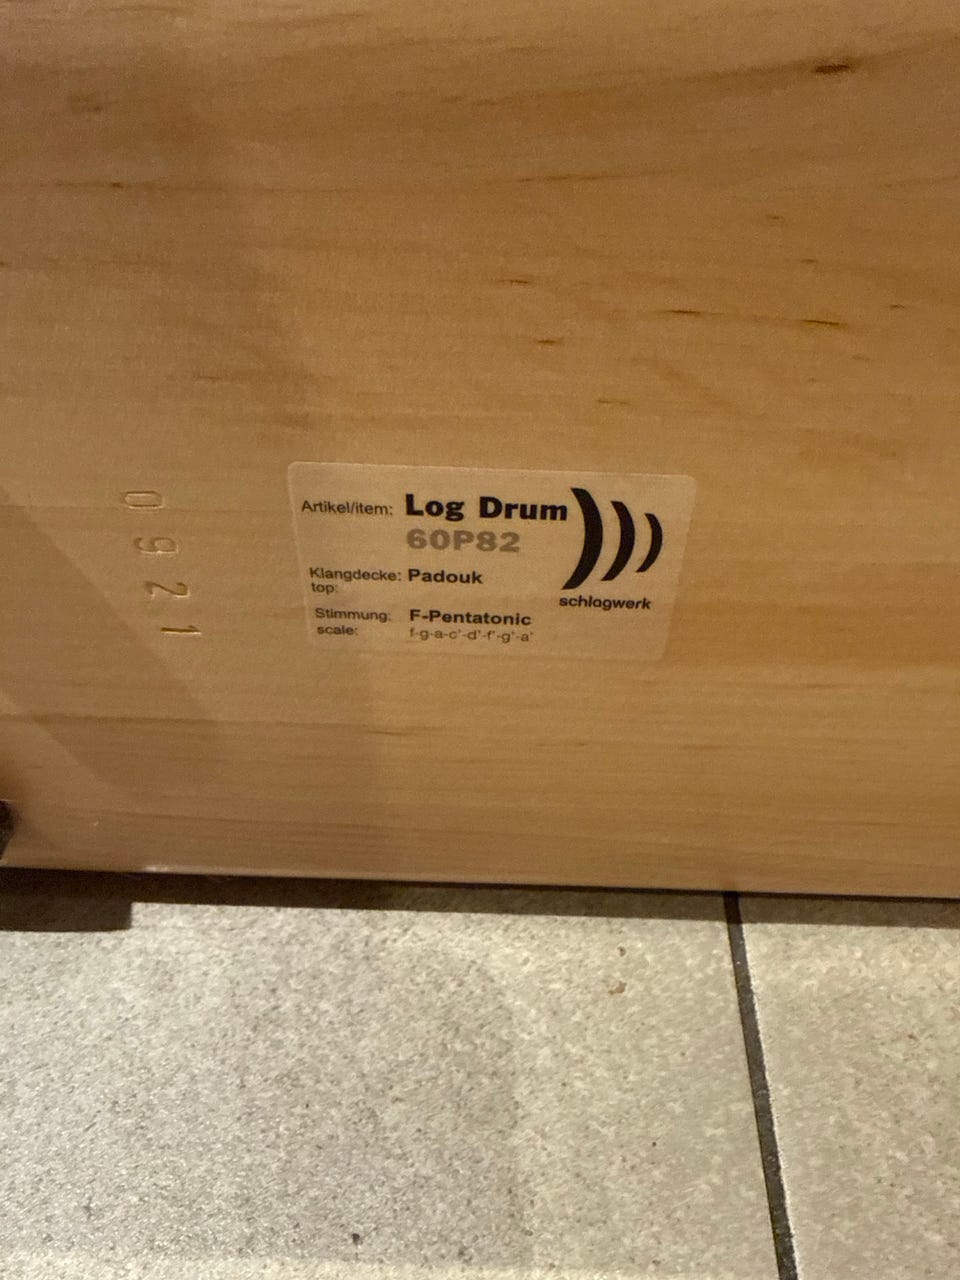 Artikel/item: Log Drum
60P82
Klangdecke: Padouk
top:
Stimmung: F-Pentatonic
scale: f-g-a-c'-d'-f'-g'-a'
schlagwerk
0921